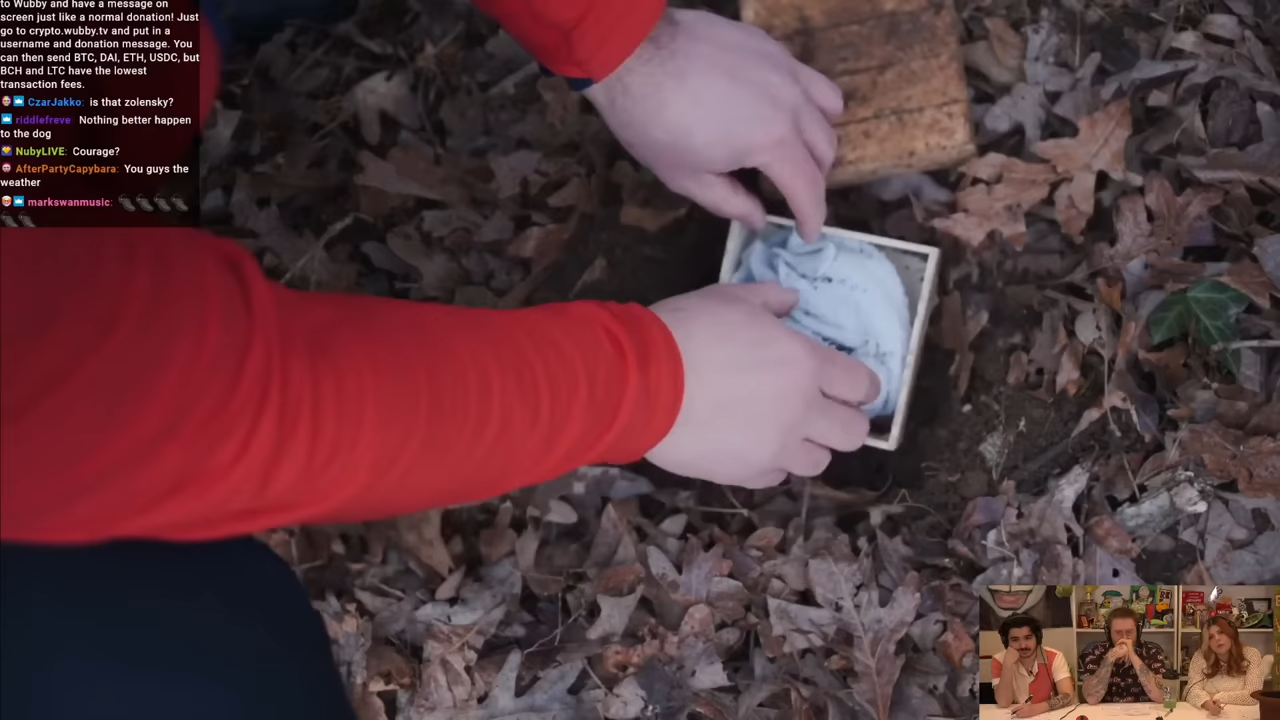 to Wubby and have a message on
screen just like a normal donation! Just
go to crypto.wubby.tv and put in a
username and donation message. You
can then send BTC, DAI, ETH, USDC, but
BCH and LTC have the lowest
transaction fees.
CzarJakko: is that zolensky?
riddlefreve: Nothing better happen
to the dog
NubyLIVE: Courage?
AfterPartyCapybara: You guys the
weather
markswanmusic: